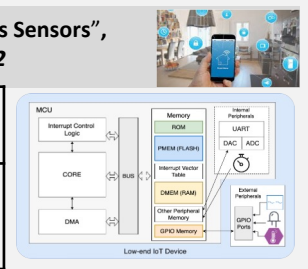 s Sensors”,
2
MCU
Interrupt Control
Logic
CORE
DMA
BUS
Memory
ROM
PMEM (FLASH)
Interrupt Vector
Table
DMEM (RAM)
Other Peripheral
Memory
GPIO Memory
Internal
Peripherals
UART
DAC
ADC
External
Peripherals
GPIO
Ports
Low-end IoT Device